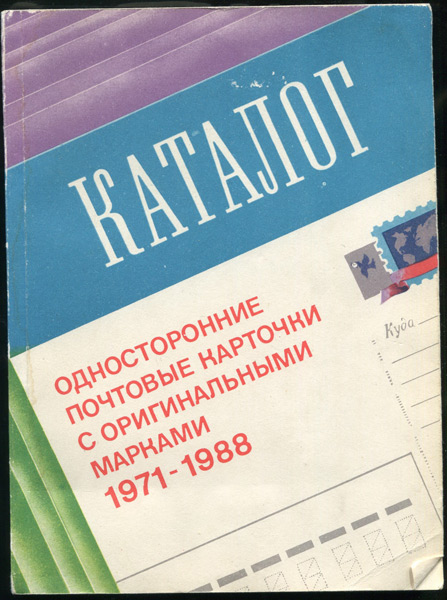 КАТАЛОГ
ОДНОСТОРОННИЕ
ПОЧТОВЫЕ КАРТОЧКИ
С ОРИГИНАЛЬНЫМИ
МАРКАМИ
1971-1988
Куда